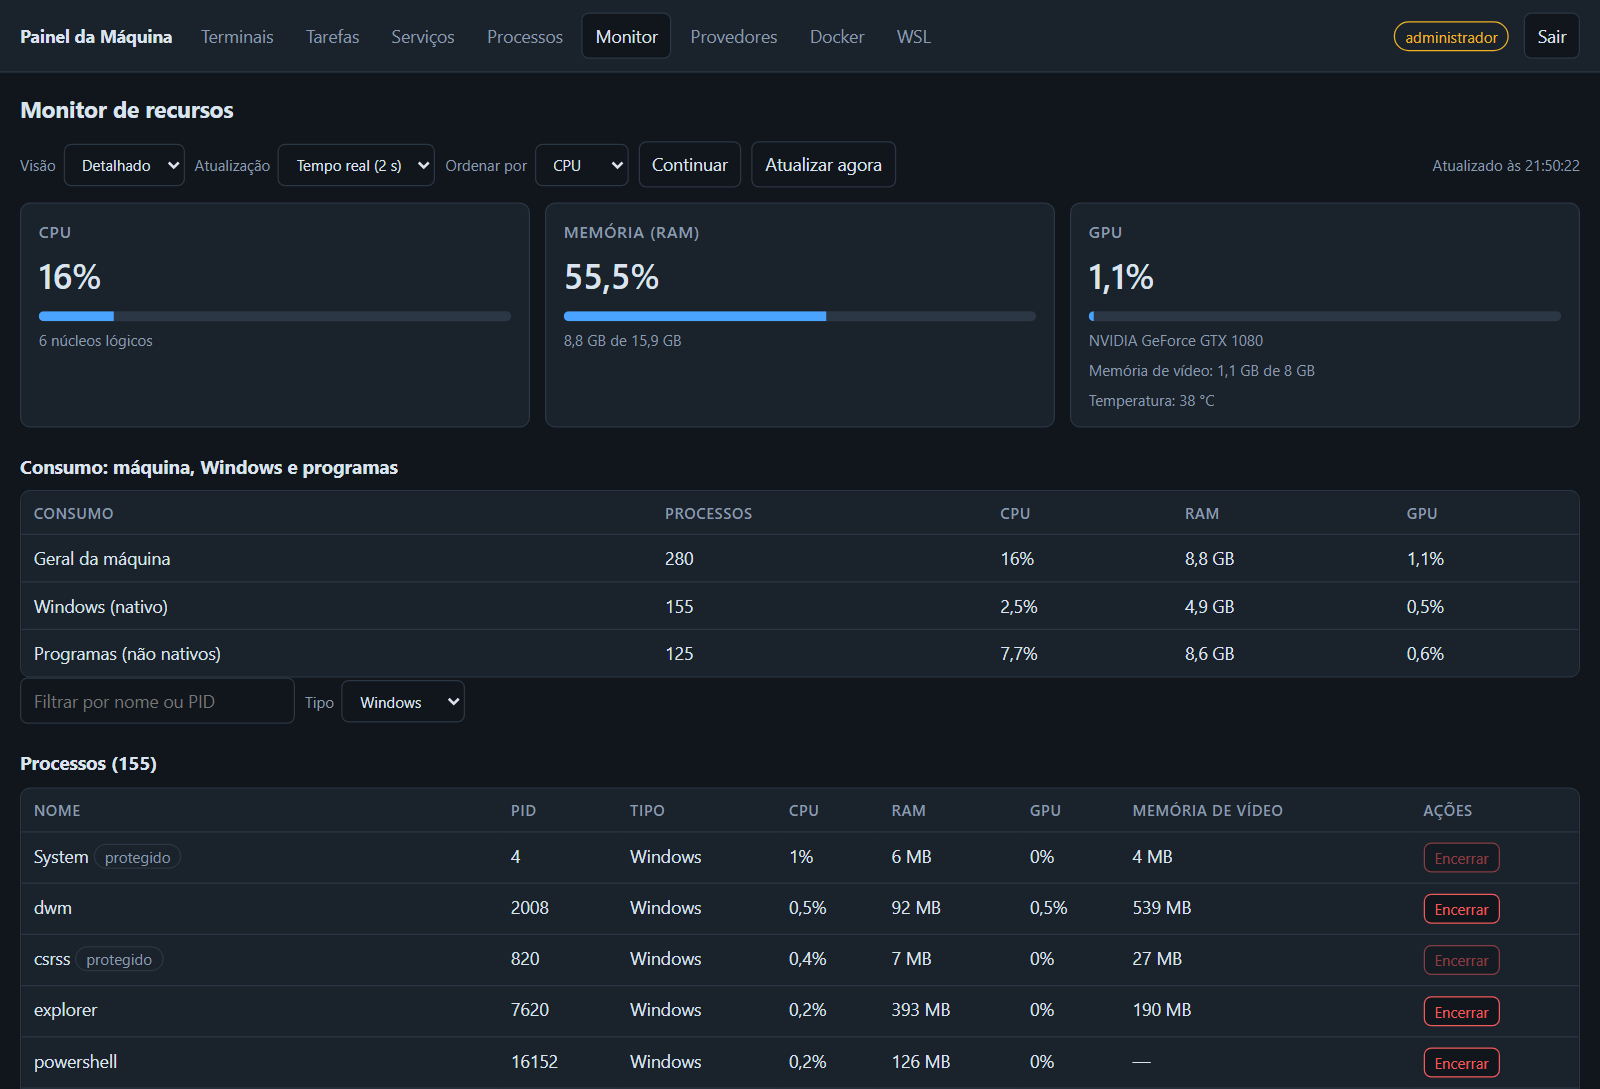 Painel da Máquina Terminais Tarefas Serviços Processos Monitor Provedores Docker WSL administrador Sair
Monitor de recursos
Visão Detalhado Atualização Tempo real (2 s) Ordenar por CPU Continuar Atualizar agora Atualizado às 21:50:22
CPU
16%
6 núcleos lógicos
MEMÓRIA (RAM)
55,5%
8,8 GB de 15,9 GB
GPU
1,1%
NVIDIA GeForce GTX 1080
Memória de vídeo: 1,1 GB de 8 GB
Temperatura: 38 °C
Consumo: máquina, Windows e programas
CONSUMO PROCESSOS CPU RAM GPU
Geral da máquina 280 16% 8,8 GB 1,1%
Windows (nativo) 155 2,5% 4,9 GB 0,5%
Programas (não nativos) 125 7,7% 8,6 GB 0,6%
Filtrar por nome ou PID Tipo Windows
Processos (155)
NOME PID TIPO CPU RAM GPU MEMÓRIA DE VÍDEO AÇÕES
System protegido 4 Windows 1% 6 MB 0% 4 MB Encerrar
dwm 2008 Windows 0,5% 92 MB 0,5% 539 MB Encerrar
csrss protegido 820 Windows 0,4% 7 MB 0% 27 MB Encerrar
explorer 7620 Windows 0,2% 393 MB 0% 190 MB Encerrar
powershell 16152 Windows 0,2% 126 MB 0% — Encerrar